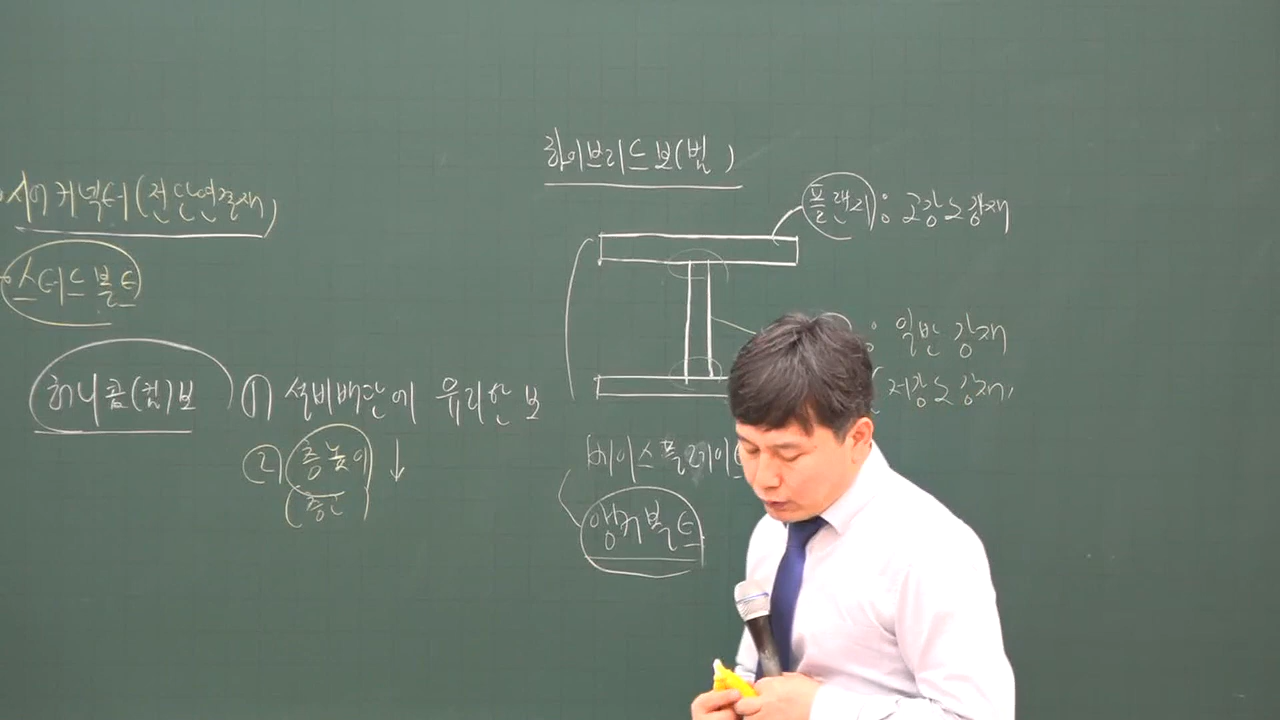 시어커넥터(전단연결재)
스터드볼트
허니콤(컴)보 ① 설비배관에 유리한 보
② 층높이 ↓
(층고)
하이브리드 보(빔)
플랜지 : 고강도강재
: 일반강재
(저강도강재)
베이스플레이트
앵커볼트